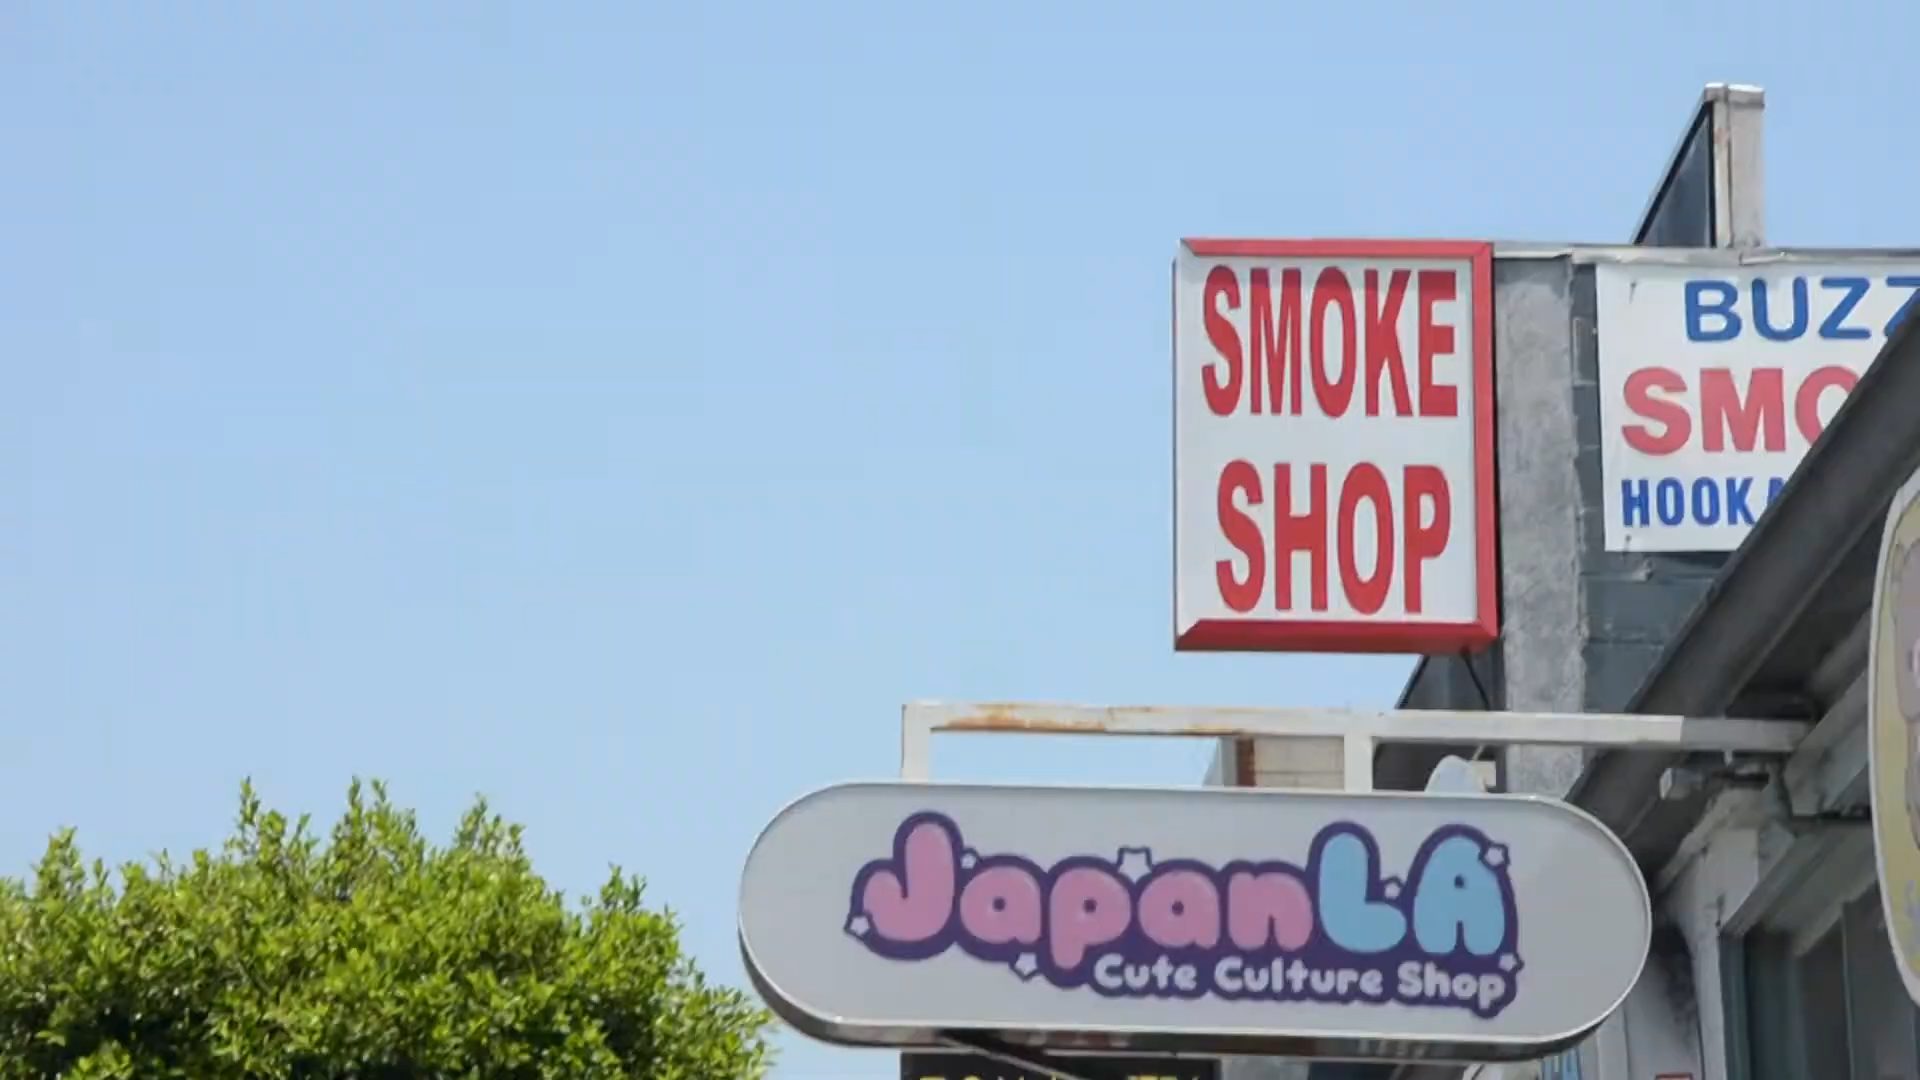 SMOKE
SHOP
BUZZ
SMO
HOOKA
JapanLA
Cute Culture Shop